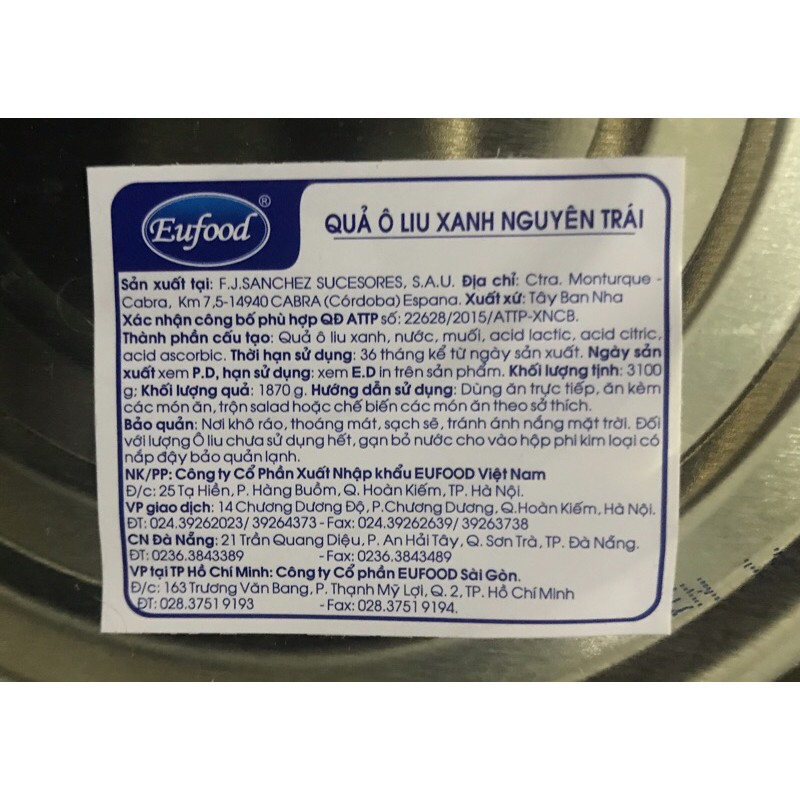 Eufood ®
QUẢ Ô LIU XANH NGUYÊN TRÁI
Sản xuất tại: F.J.SANCHEZ SUCESORES, S.A.U. Địa chỉ: Ctra. Monturque -
Cabra, Km 7,5-14940 CABRA (Córdoba) Espana. Xuất xứ: Tây Ban Nha
Xác nhận công bố phù hợp QĐ ATTP số: 22628/2015/ATTP-XNCB.
Thành phần cấu tạo: Quả ô liu xanh, nước, muối, acid lactic, acid citric,
acid ascorbic. Thời hạn sử dụng: 36 tháng kể từ ngày sản xuất. Ngày sản
xuất xem P.D, hạn sử dụng: xem E.D in trên sản phẩm. Khối lượng tịnh: 3100
g; Khối lượng quả: 1870 g. Hướng dẫn sử dụng: Dùng ăn trực tiếp, ăn kèm
các món ăn, trộn salad hoặc chế biến các món ăn theo sở thích.
Bảo quản: Nơi khô ráo, thoáng mát, sạch sẽ, tránh ánh nắng mặt trời. Đối
với lượng Ô liu chưa sử dụng hết, gạn bỏ nước cho vào hộp phi kim loại có
nắp đậy bảo quản lạnh.
NK/PP: Công ty Cổ Phần Xuất Nhập khẩu EUFOOD Việt Nam
Đ/c: 25 Tạ Hiền, P. Hàng Buồm, Q. Hoàn Kiếm, TP. Hà Nội.
VP giao dịch: 14 Chương Dương Độ, P.Chương Dương, Q.Hoàn Kiếm, Hà Nội.
ĐT: 024.39262023/ 39264373 - Fax: 024.39262639/ 39263738
CN Đà Nẵng: 21 Trần Quang Diệu, P. An Hải Tây, Q. Sơn Trà, TP. Đà Nẵng.
ĐT: 0236.3843389 - Fax: 0236.3843489
VP tại TP Hồ Chí Minh: Công ty Cổ phần EUFOOD Sài Gòn.
Đ/c: 163 Trương Văn Bang, P. Thạnh Mỹ Lợi, Q. 2, TP. Hồ Chí Minh
ĐT: 028.3751 9193 - Fax: 028.3751 9194.